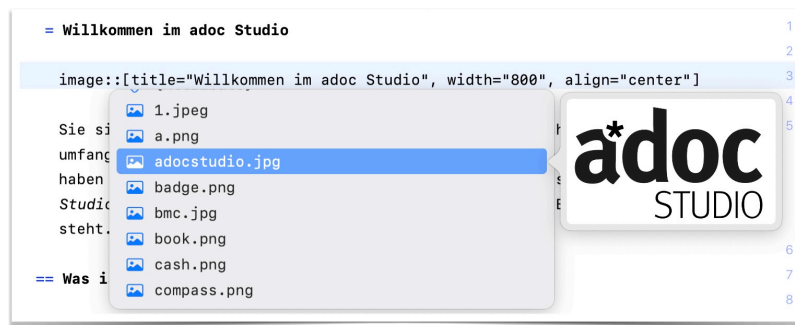 = Willkommen im adoc Studio
1
2
image::[title="Willkommen im adoc Studio", width="800", align="center"]
3
4
1.jpeg
Sie si
5
a.png
umfang
adocstudio.jpg
haben
badge.png
Studio
bmc.jpg
steht.
book.png
6
cash.png
== Was i
7
compass.png
8
a*doc
STUDIO